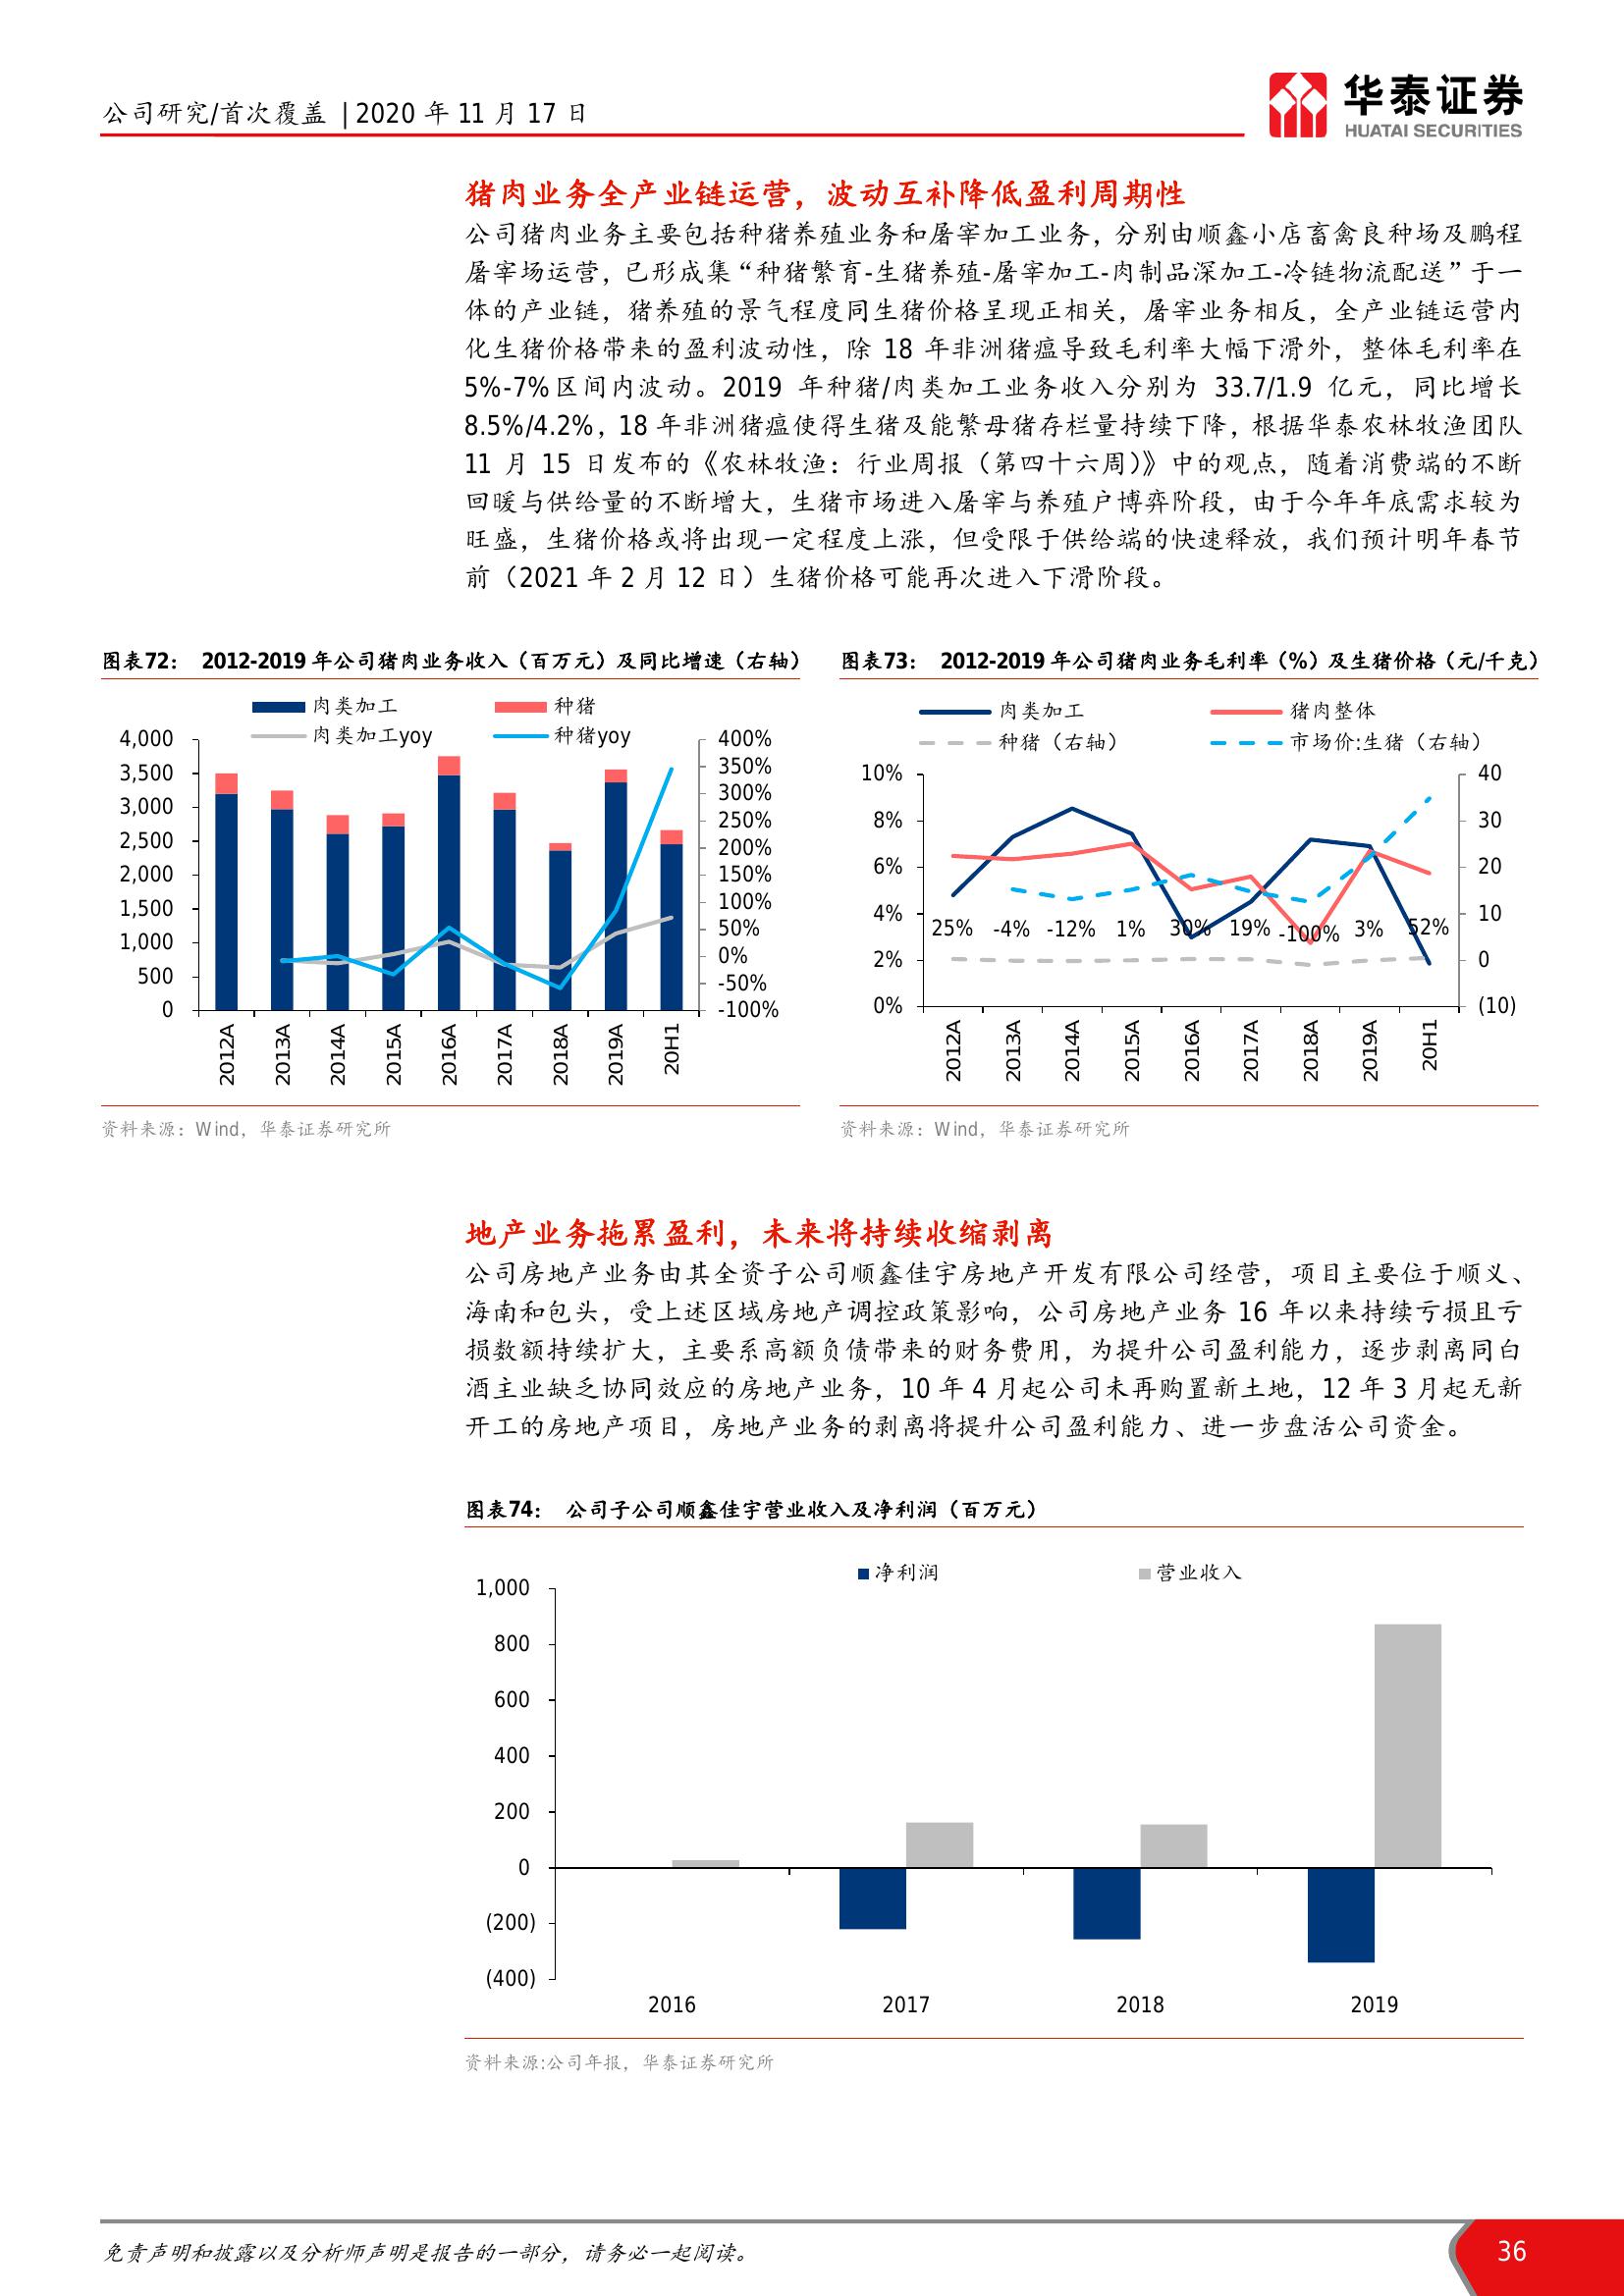 公司研究/首次覆盖 | 2020 年 11 月 17 日
华泰证券
HUATAI SECURITIES
猪肉业务全产业链运营，波动互补降低盈利周期性
公司猪肉业务主要包括种猪养殖业务和屠宰加工业务，分别由顺鑫小店畜禽良种场及鹏程
屠宰场运营，已形成集“种猪繁育-生猪养殖-屠宰加工-肉制品深加工-冷链物流配送”于一
体的产业链，猪养殖的景气程度同生猪价格呈现正相关，屠宰业务相反，全产业链运营内
化生猪价格带来的盈利波动性，除 18 年非洲猪瘟导致毛利率大幅下滑外，整体毛利率在
5%-7%区间内波动。2019 年种猪/肉类加工业务收入分别为 33.7/1.9 亿元，同比增长
8.5%/4.2%，18 年非洲猪瘟使得生猪及能繁母猪存栏量持续下降，根据华泰农林牧渔团队
11 月 15 日发布的《农林牧渔：行业周报（第四十六周）》中的观点，随着消费端的不断
回暖与供给量的不断增大，生猪市场进入屠宰与养殖户博弈阶段，由于今年年底需求较为
旺盛，生猪价格或将出现一定程度上涨，但受限于供给端的快速释放，我们预计明年春节
前（2021 年 2 月 12 日）生猪价格可能再次进入下滑阶段。
图表72： 2012-2019 年公司猪肉业务收入（百万元）及同比增速（右轴）
肉类加工 种猪
肉类加工yoy 种猪yoy
4,000 400%
3,500 350%
3,000 300%
2,500 250%
2,000 200%
1,500 150%
1,000 100%
500 50%
0 0%
-50%
-100%
2012A 2013A 2014A 2015A 2016A 2017A 2018A 2019A 20H1
资料来源：Wind，华泰证券研究所
图表73： 2012-2019 年公司猪肉业务毛利率（%）及生猪价格（元/千克）
肉类加工 猪肉整体
种猪（右轴） 市场价:生猪（右轴）
10% 40
8% 30
6% 20
4% 10
25% -4% -12% 1% 30% 19% -100% 3% 52%
2% 0
0% (10)
2012A 2013A 2014A 2015A 2016A 2017A 2018A 2019A 20H1
资料来源：Wind，华泰证券研究所
地产业务拖累盈利，未来将持续收缩剥离
公司房地产业务由其全资子公司顺鑫佳宇房地产开发有限公司经营，项目主要位于顺义、
海南和包头，受上述区域房地产调控政策影响，公司房地产业务 16 年以来持续亏损且亏
损数额持续扩大，主要系高额负债带来的财务费用，为提升公司盈利能力，逐步剥离同白
酒主业缺乏协同效应的房地产业务，10 年 4 月起公司未再购置新土地，12 年 3 月起无新
开工的房地产项目，房地产业务的剥离将提升公司盈利能力、进一步盘活公司资金。
图表74： 公司子公司顺鑫佳宇营业收入及净利润（百万元）
净利润 营业收入
1,000
800
600
400
200
0
(200)
(400)
2016 2017 2018 2019
资料来源:公司年报，华泰证券研究所
免责声明和披露以及分析师声明是报告的一部分，请务必一起阅读。
36